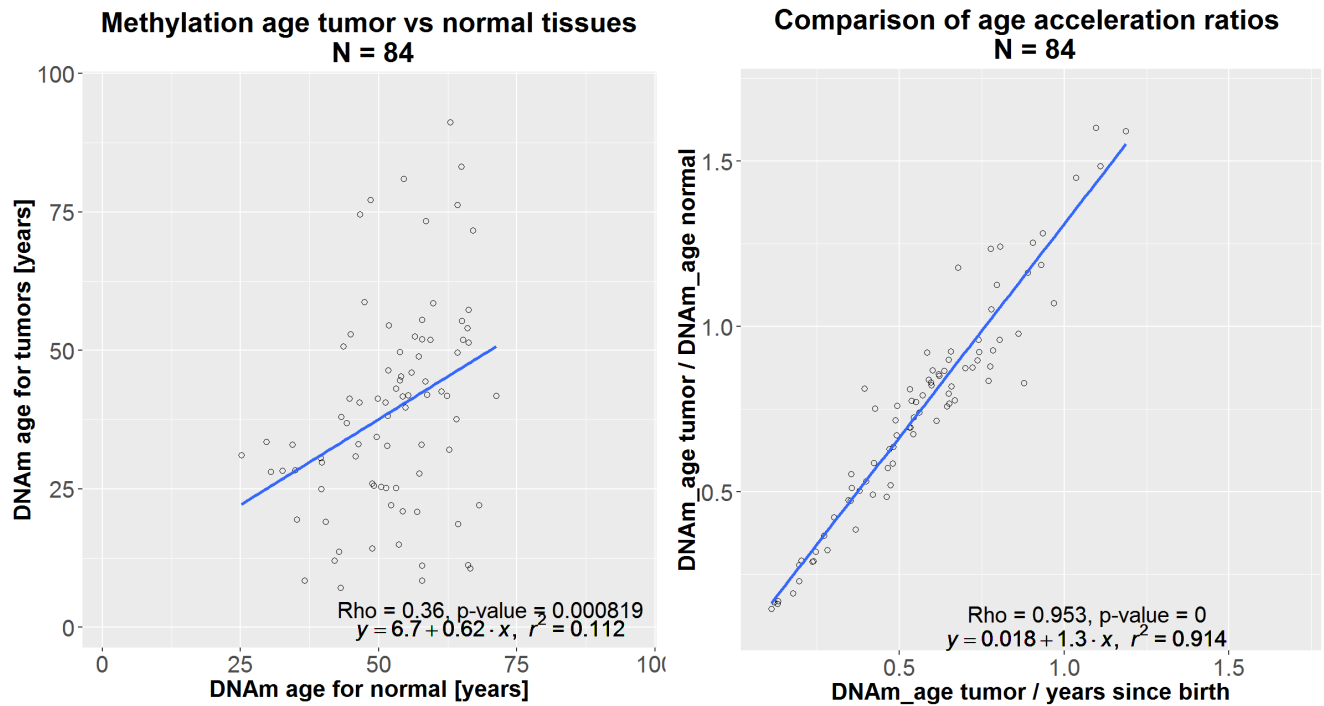 Methylation age tumor vs normal tissues
N = 84
DNAm age for tumors [years]
100
75
50
25
0
Rho = 0.36, p-value = 0.000819
y = 6.7 + 0.62 · x, r² = 0.112
0 25 50 75 100
DNAm age for normal [years]
Comparison of age acceleration ratios
N = 84
DNAm_age tumor / DNAm_age normal
1.5
1.0
0.5
Rho = 0.953, p-value = 0
y = 0.018 + 1.3 · x, r² = 0.914
0.5 1.0 1.5
DNAm_age tumor / years since birth